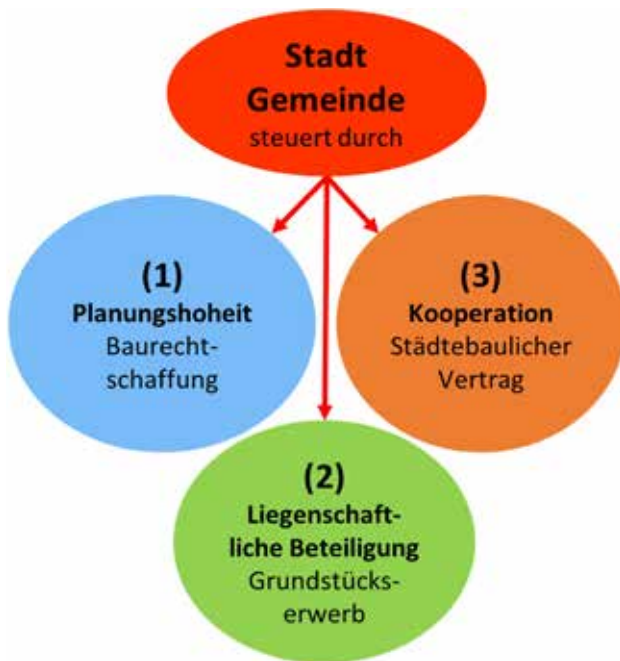 Stadt
Gemeinde
steuert durch
(1)
Planungshoheit
Baurecht-
schaffung
(3)
Kooperation
Städtebaulicher
Vertrag
(2)
Liegenschaft-
liche Beteiligung
Grundstücks-
erwerb